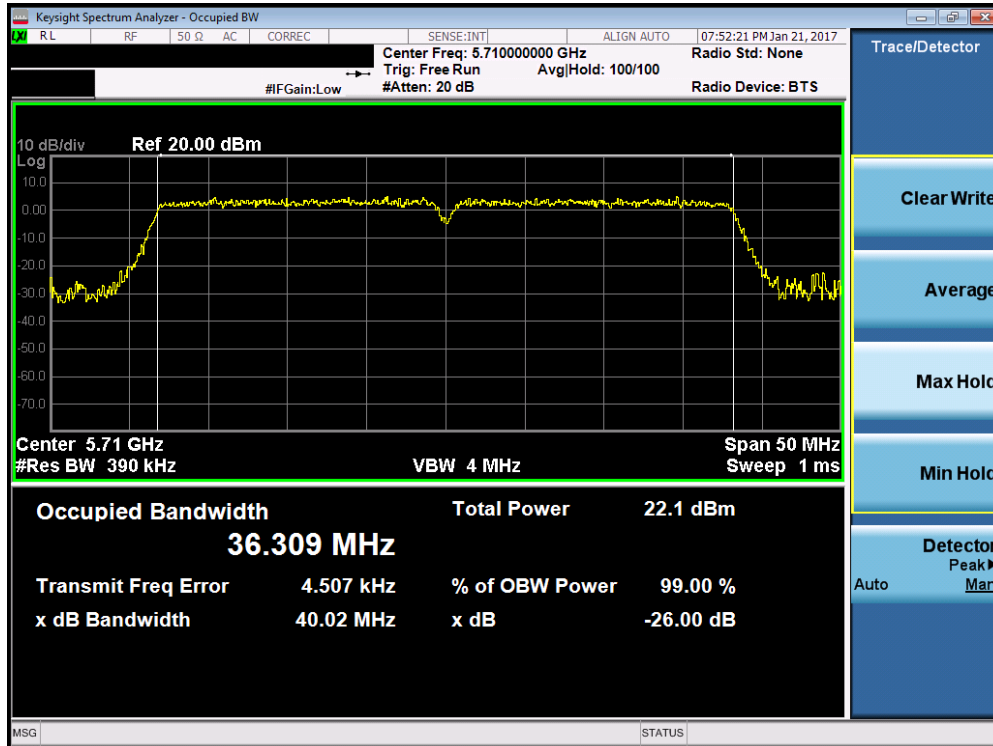 Keysight Spectrum Analyzer - Occupied BW
LXI RL RF 50 Ω AC CORREC SENSE:INT ALIGN AUTO 07:52:21 PM Jan 21, 2017
Center Freq: 5.710000000 GHz Radio Std: None
Trig: Free Run Avg|Hold: 100/100
#IFGain:Low #Atten: 20 dB Radio Device: BTS
10 dB/div Ref 20.00 dBm
Log
10.0
0.00
-10.0
-20.0
-30.0
-40.0
-50.0
-60.0
-70.0
Center 5.71 GHz Span 50 MHz
#Res BW 390 kHz VBW 4 MHz Sweep 1 ms
Occupied Bandwidth Total Power 22.1 dBm
36.309 MHz
Transmit Freq Error 4.507 kHz % of OBW Power 99.00 %
x dB Bandwidth 40.02 MHz x dB -26.00 dB
MSG STATUS
Trace/Detector
Clear Write
Average
Max Hold
Min Hold
Detector
Peak
Auto Man